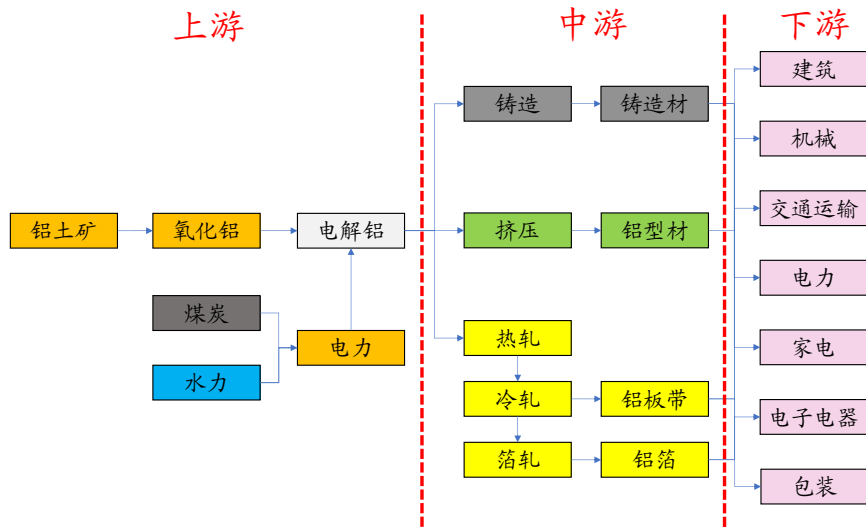 上游
中游
下游
铝土矿
氧化铝
电解铝
煤炭
水力
电力
铸造
铸造材
挤压
铝型材
热轧
冷轧
铝板带
箔轧
铝箔
建筑
机械
交通运输
电力
家电
电子电器
包装